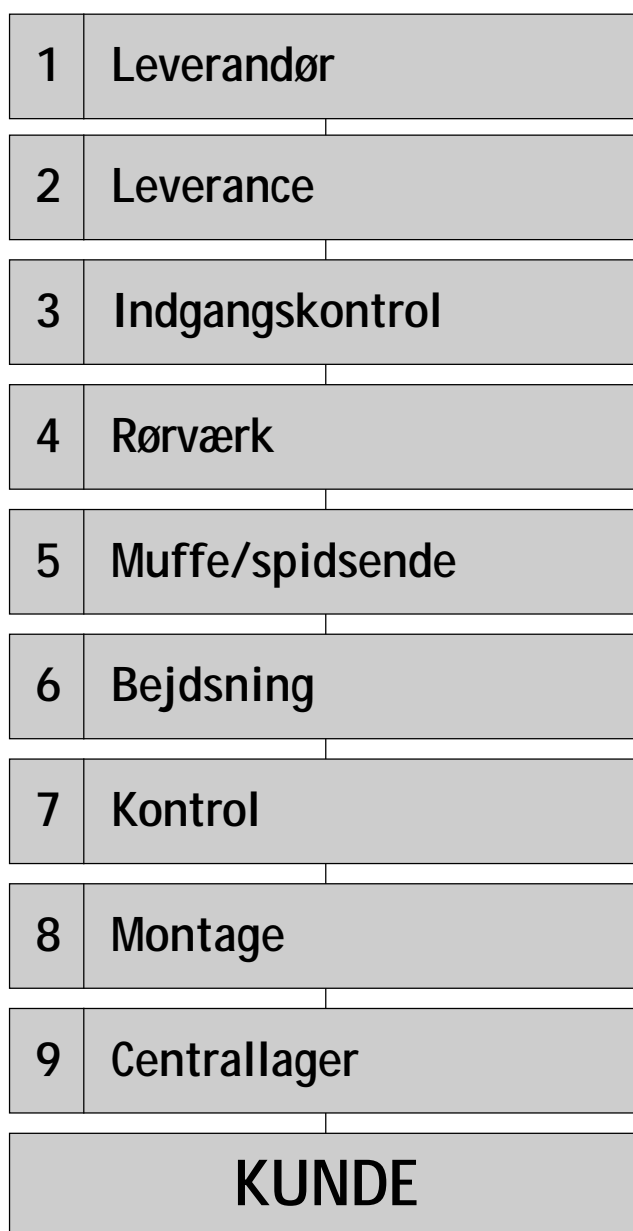 1 Leverandør
2 Leverance
3 Indgangskontrol
4 Rørværk
5 Muffe/spidsende
6 Bejdsning
7 Kontrol
8 Montage
9 Centrallager
KUNDE